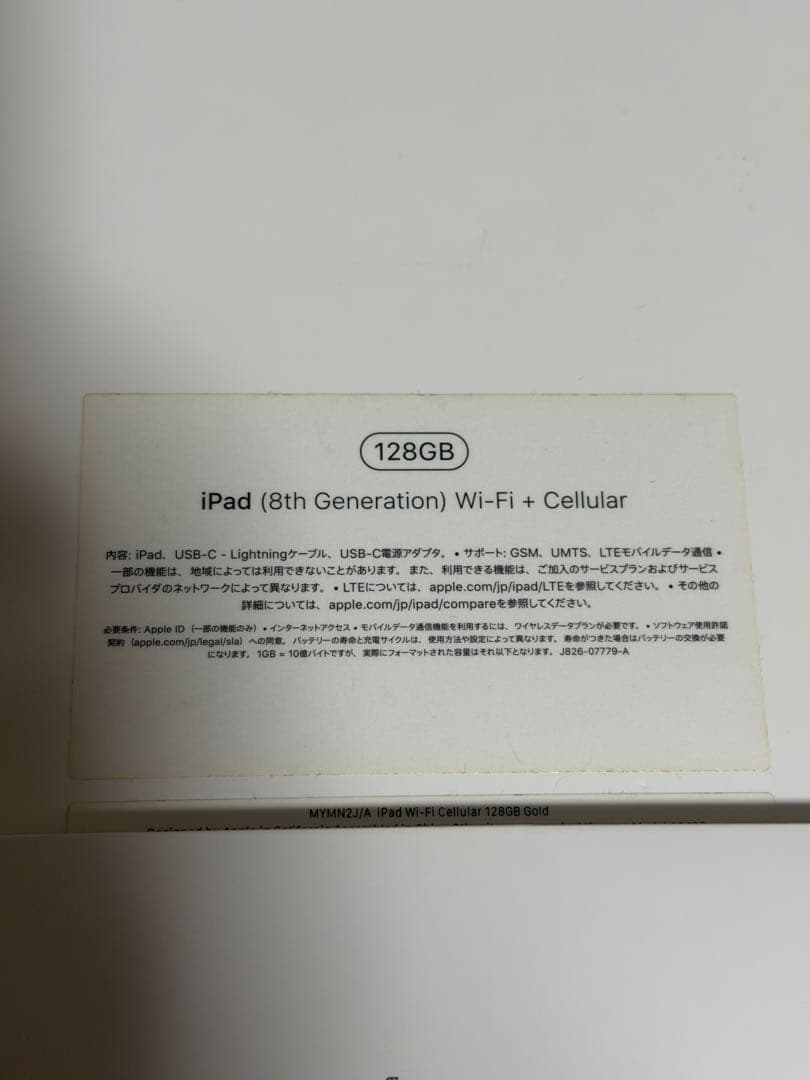 128GB
iPad (8th Generation) Wi-Fi + Cellular
内容: iPad、USB-C - Lightningケーブル、USB-C電源アダプタ。 • サポート: GSM、UMTS、LTEモバイルデータ通信 •
一部の機能は、地域によっては利用できないことがあります。また、利用できる機能は、ご加入のサービスプランおよびサービス
プロバイダのネットワークによって異なります。 • LTEについては、apple.com/jp/ipad/LTEを参照してください。 • その他の
詳細については、apple.com/jp/ipad/compareを参照してください。
必要条件: Apple ID（一部の機能のみ）• インターネットアクセス • モバイルデータ通信機能を利用するには、ワイヤレスデータプランが必要です。 • ソフトウェア使用許諾
契約（apple.com/jp/legal/sla）への同意。バッテリーの寿命と充電サイクルは、使用方法や設定によって異なります。寿命がつきた場合はバッテリーの交換が必要
になります。1GB = 10億バイトですが、実際にフォーマットされた容量はそれ以下となります。J826-07779-A
MYMN2J/A iPad Wi-Fi Cellular 128GB Gold